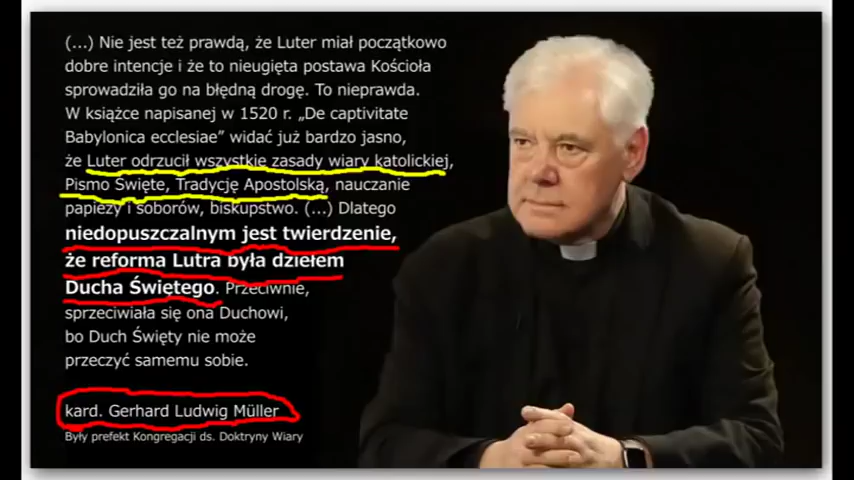 (...) Nie jest też prawdą, że Luter miał początkowo
dobre intencje i że to nieugięta postawa Kościoła
sprowadziła go na błędną drogę. To nieprawda.
W książce napisanej w 1520 r. „De captivitate
Babylonica ecclesiae” widać już bardzo jasno,
że Luter odrzucił wszystkie zasady wiary katolickiej,
Pismo Święte, Tradycję Apostolską, nauczanie
papieży i soborów, biskupstwo. (...) Dlatego
niedopuszczalnym jest twierdzenie,
że reforma Lutra była dziełem
Ducha Świętego. Przeciwnie,
sprzeciwiała się ona Duchowi,
bo Duch Święty nie może
przeczyć samemu sobie.
kard. Gerhard Ludwig Müller
Były prefekt Kongregacji ds. Doktryny Wiary